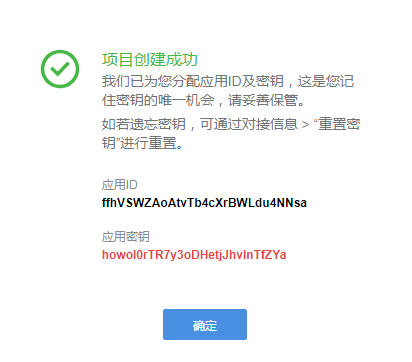 项目创建成功
我们已为您分配应用ID及密钥，这是您记
住密钥的唯一机会，请妥善保管。
如若遗忘密钥，可通过对接信息 > “重置密
钥”进行重置。
应用ID
ffhVSWZAoAtvTb4cXrBWLdu4NNsa
应用密钥
howoI0rTR7y3oDHetjJhvlnTfZYa
确定